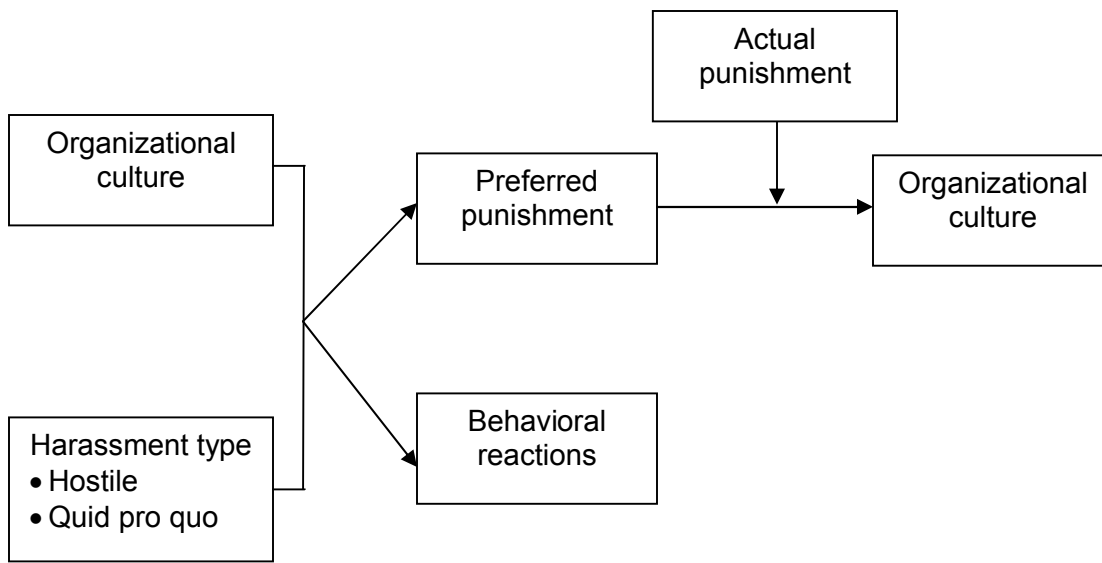 Actual
punishment
Organizational
culture
Preferred
punishment
Organizational
culture
Harassment type
• Hostile
• Quid pro quo
Behavioral
reactions